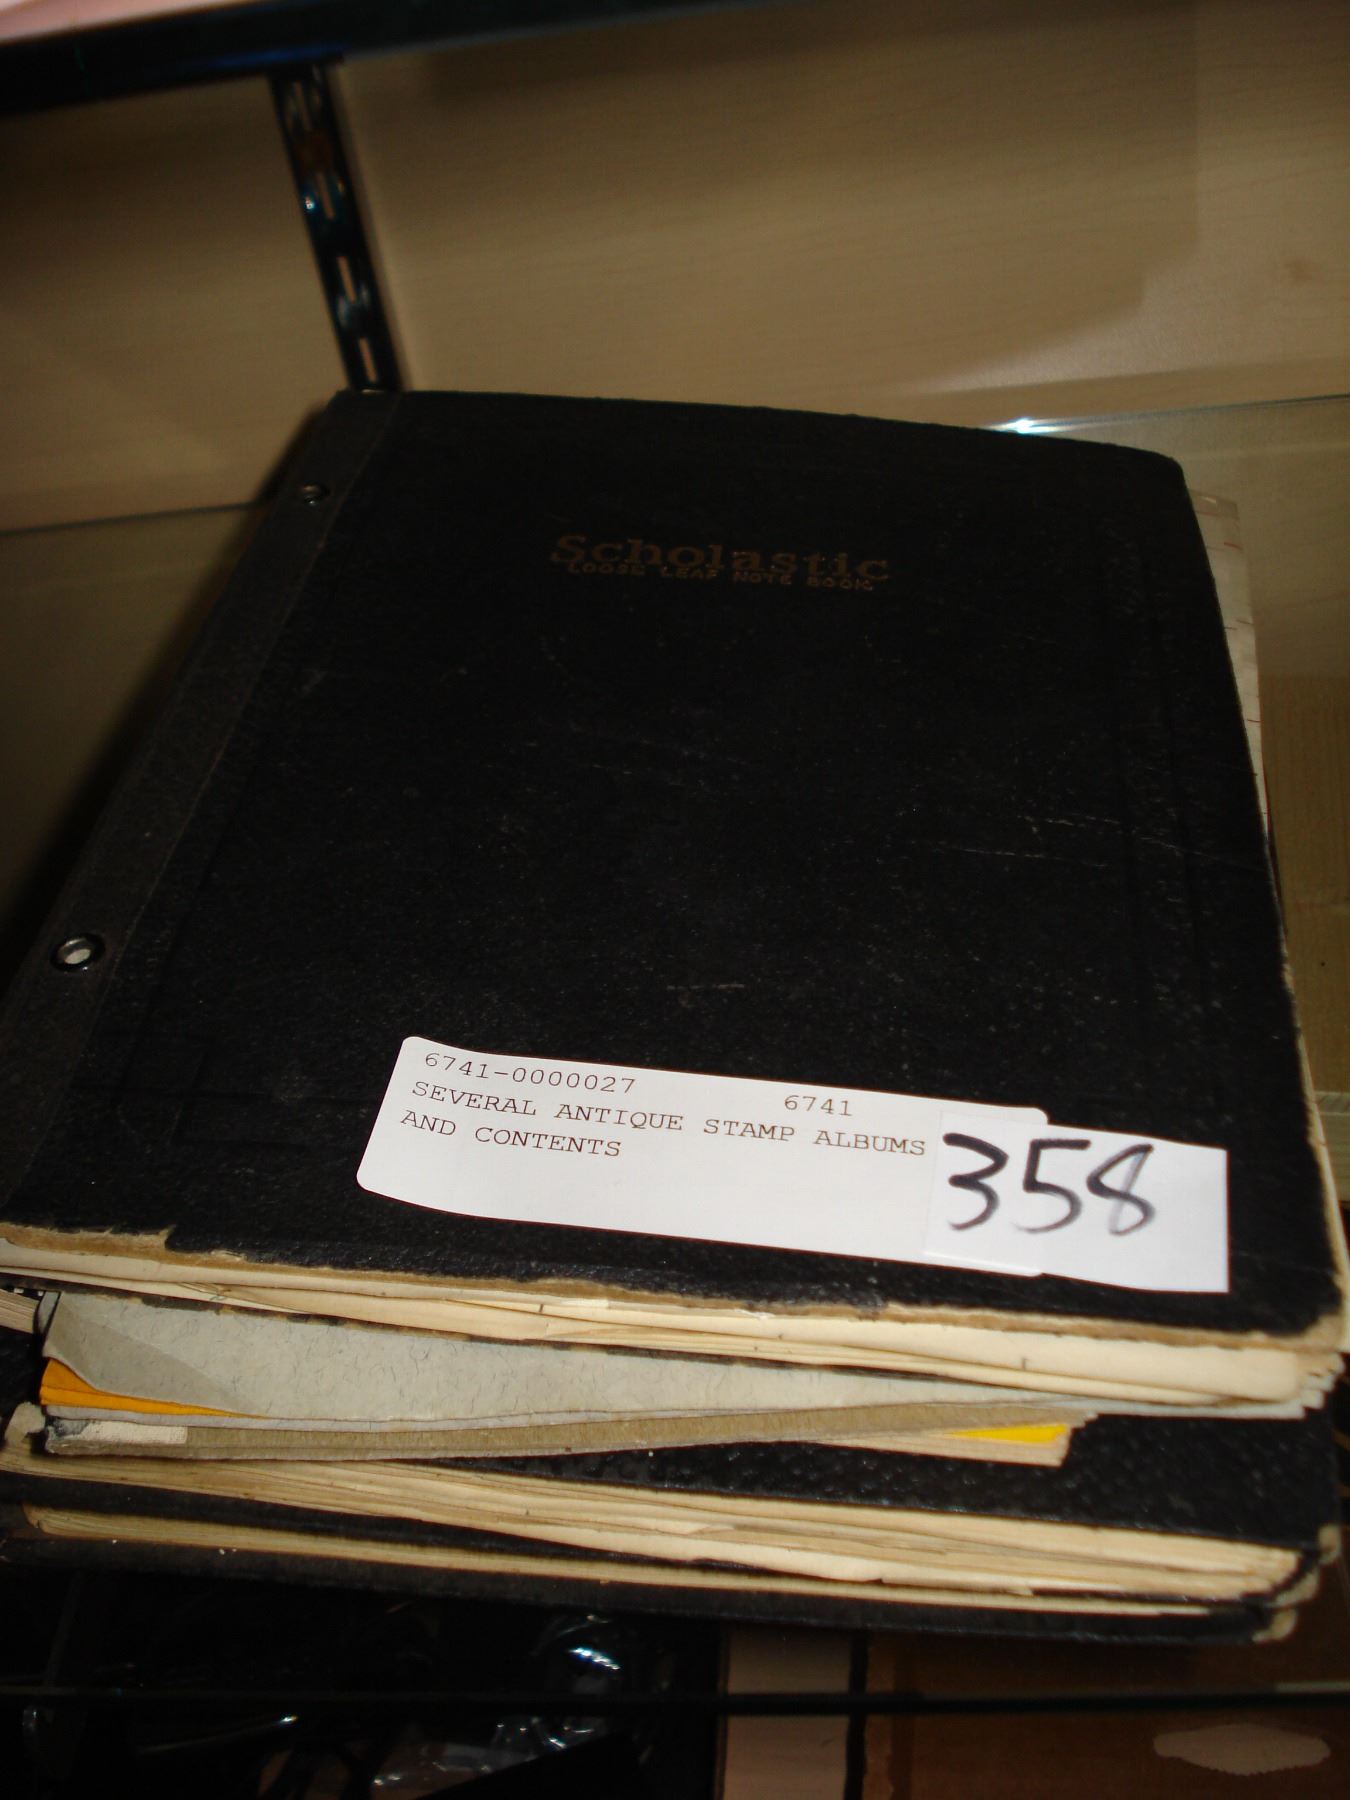 Scholastic
LOOSE LEAF NOTE BOOK
6741-0000027 6741
SEVERAL ANTIQUE STAMP ALBUMS
AND CONTENTS
358